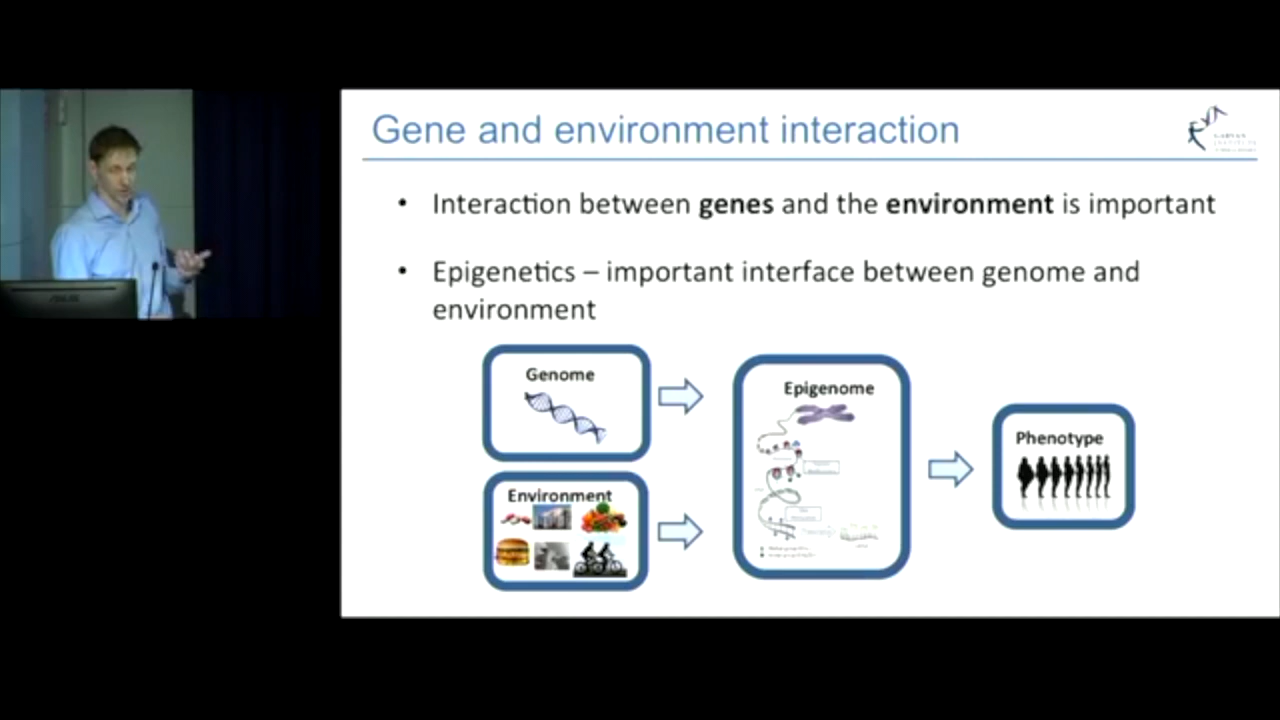 Gene and environment interaction
• Interaction between genes and the environment is important
• Epigenetics – important interface between genome and
environment
Genome
Environment
Epigenome
Phenotype
ASUS